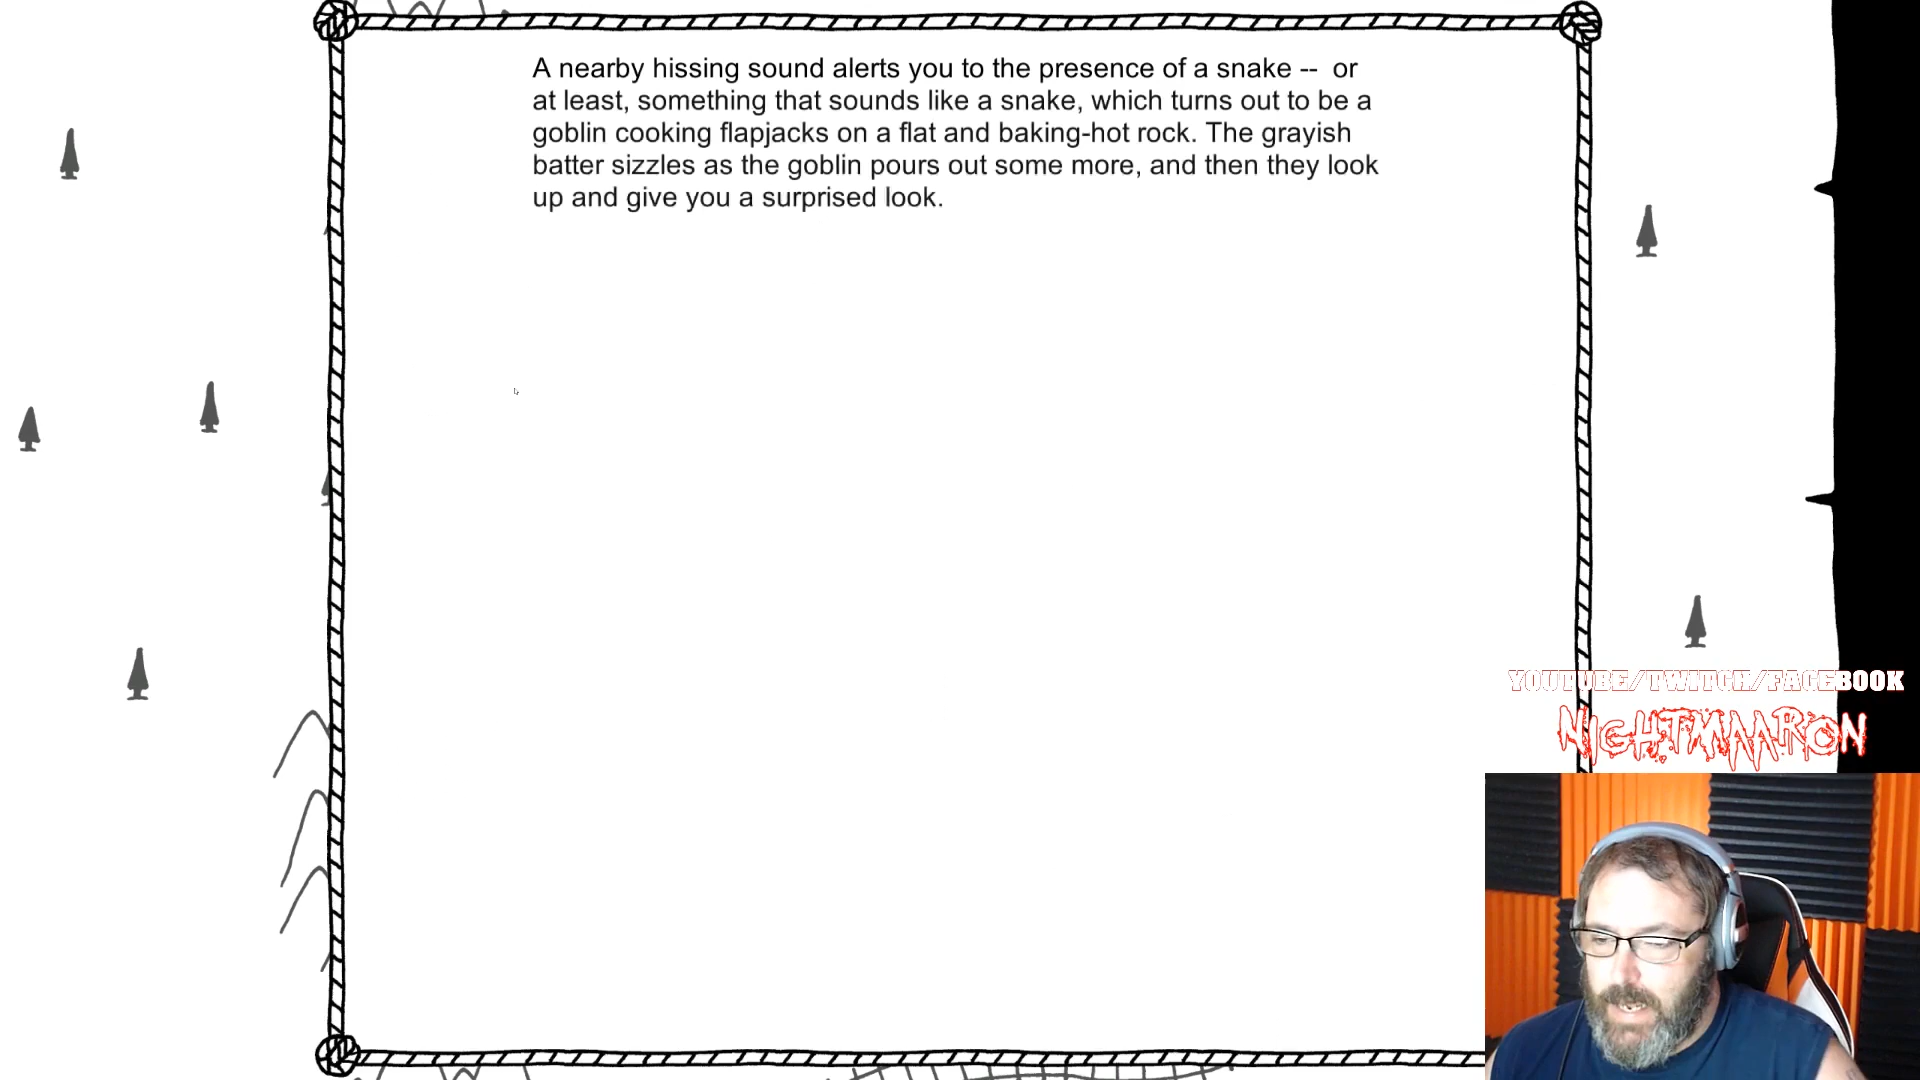 A nearby hissing sound alerts you to the presence of a snake --  or
at least, something that sounds like a snake, which turns out to be a
goblin cooking flapjacks on a flat and baking-hot rock. The grayish
batter sizzles as the goblin pours out some more, and then they look
up and give you a surprised look.
YOUTUBE/TWITCH/FACEBOOK
NIGHTMAARON